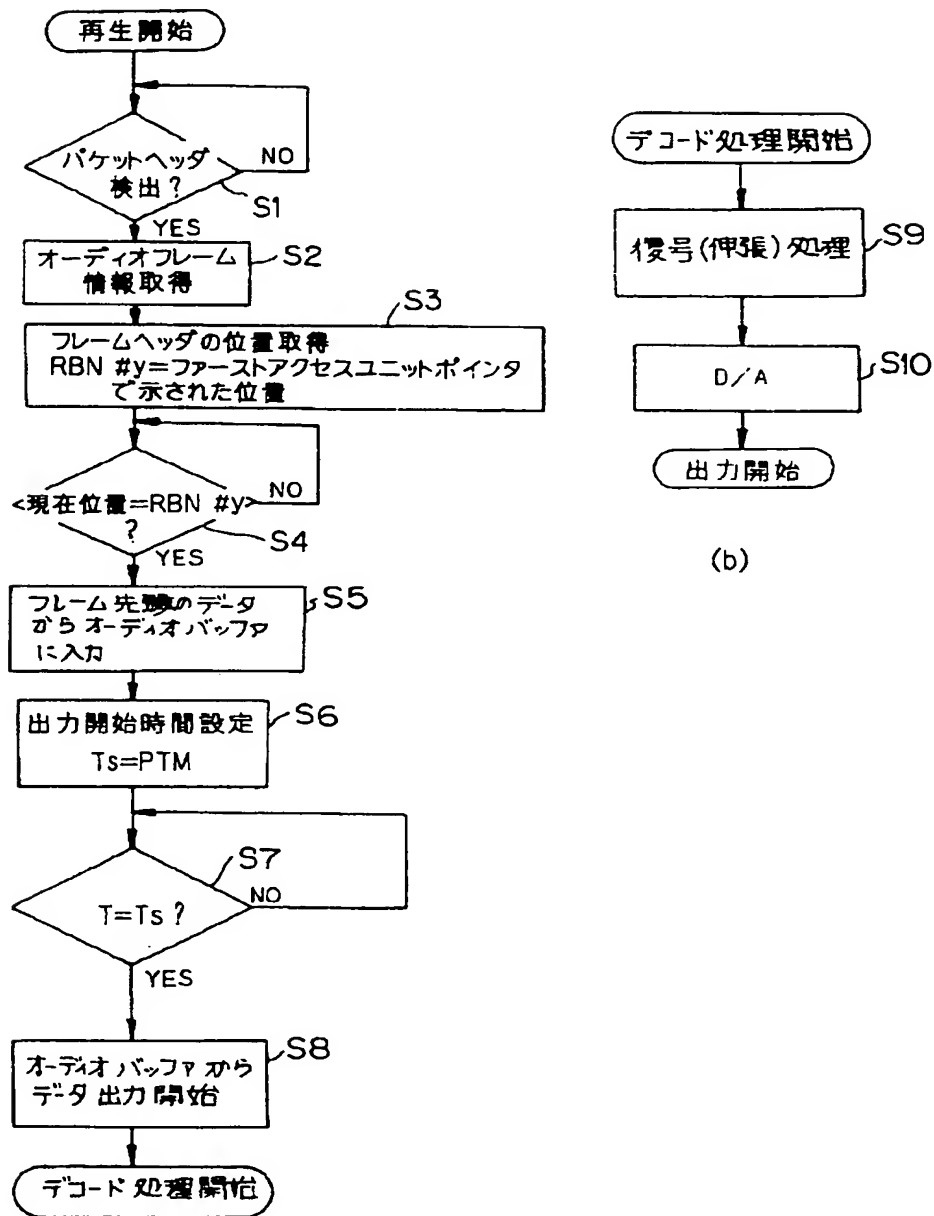 再生開始
パケットヘッダ
検出?
NO
S1
YES
オーディオフレーム
情報取得
S2
S3
フレームヘッダの位置取得
RBN #y=ファーストアクセスユニットポインタ
で示された位置
<現在位置=RBN #y>
?
NO
S4
YES
フレーム先頭のデータ
からオーディオバッファ
に入力
S5
出力開始時間設定
Ts=PTM
S6
S7
T=Ts?
NO
YES
オーディオバッファから
データ出力開始
S8
デコード処理開始
デコード処理開始
復号(伸張)処理
S9
D/A
S10
出力開始
(b)